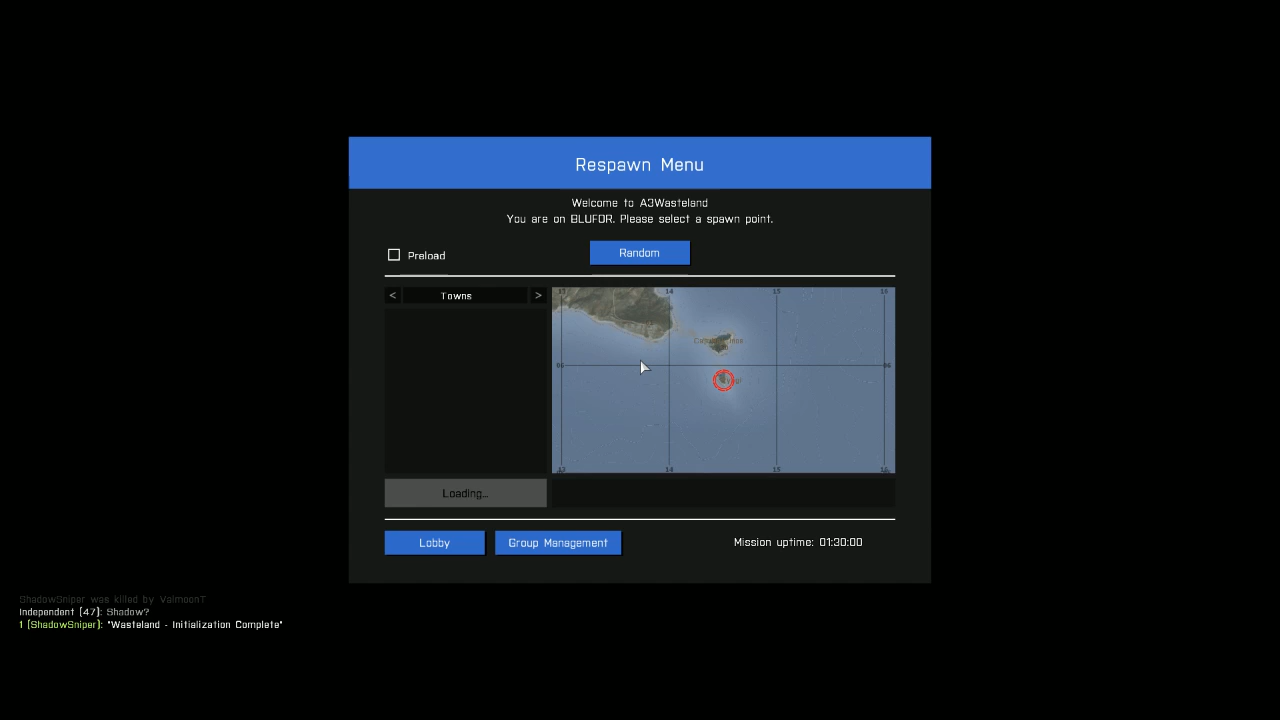 Respawn Menu
Welcome to A3Wasteland
You are on BLUFOR. Please select a spawn point.
Preload
Random
< Towns >
13 14 15 16
06 06
13 14 15 16
Loading...
Lobby
Group Management
Mission uptime: 01:30:00
ShadowSniper was killed by ValmoonT
Independent (47): Shadow?
1 (ShadowSniper): "Wasteland - Initialization Complete"